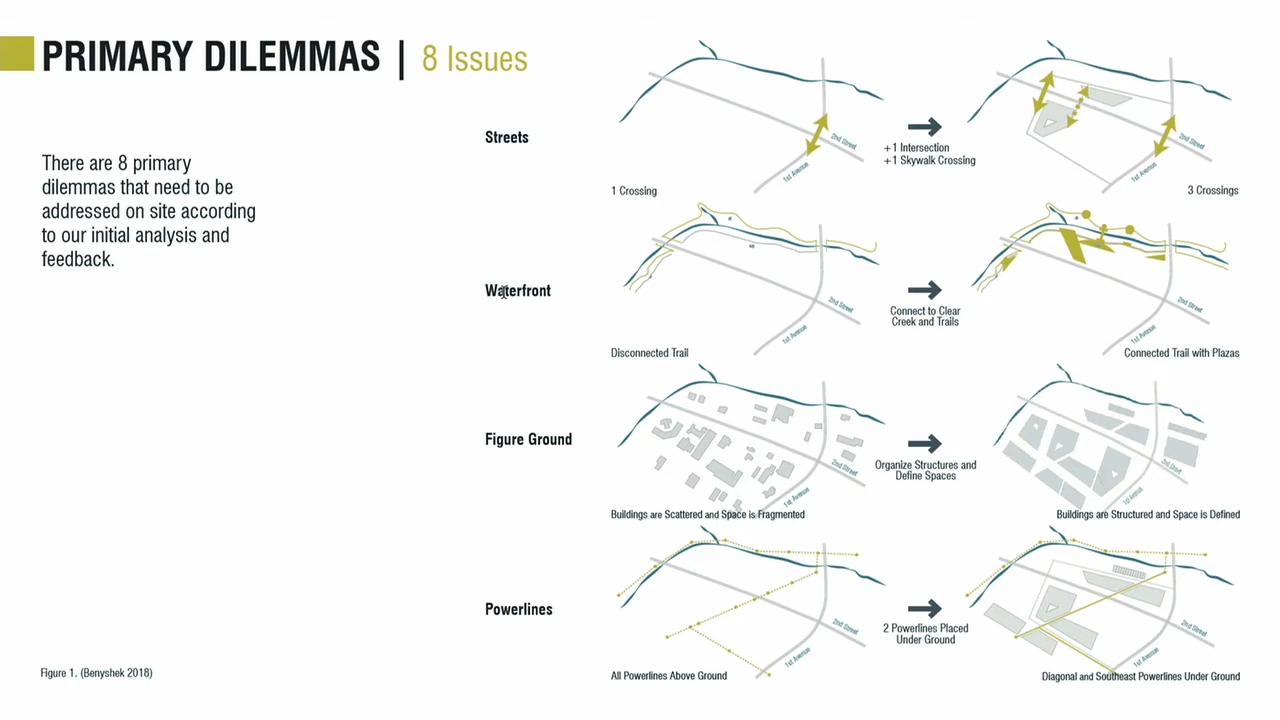 PRIMARY DILEMMAS | 8 Issues
There are 8 primary
dilemmas that need to be
addressed on site according
to our initial analysis and
feedback.
Streets
2nd Street
1st Avenue
1 Crossing
+1 Intersection
+1 Skywalk Crossing
2nd Street
1st Avenue
3 Crossings
Waterfront
2nd Street
1st Avenue
Disconnected Trail
Connect to Clear
Creek and Trails
2nd Street
1st Avenue
Connected Trail with Plazas
Figure Ground
2nd Street
1st Avenue
Buildings are Scattered and Space is Fragmented
Organize Structures and
Define Spaces
2nd Street
1st Avenue
Buildings are Structured and Space is Defined
Powerlines
2nd Street
1st Avenue
All Powerlines Above Ground
2 Powerlines Placed
Under Ground
2nd Street
1st Avenue
Diagonal and Southeast Powerlines Under Ground
Figure 1. (Benyshek 2018)